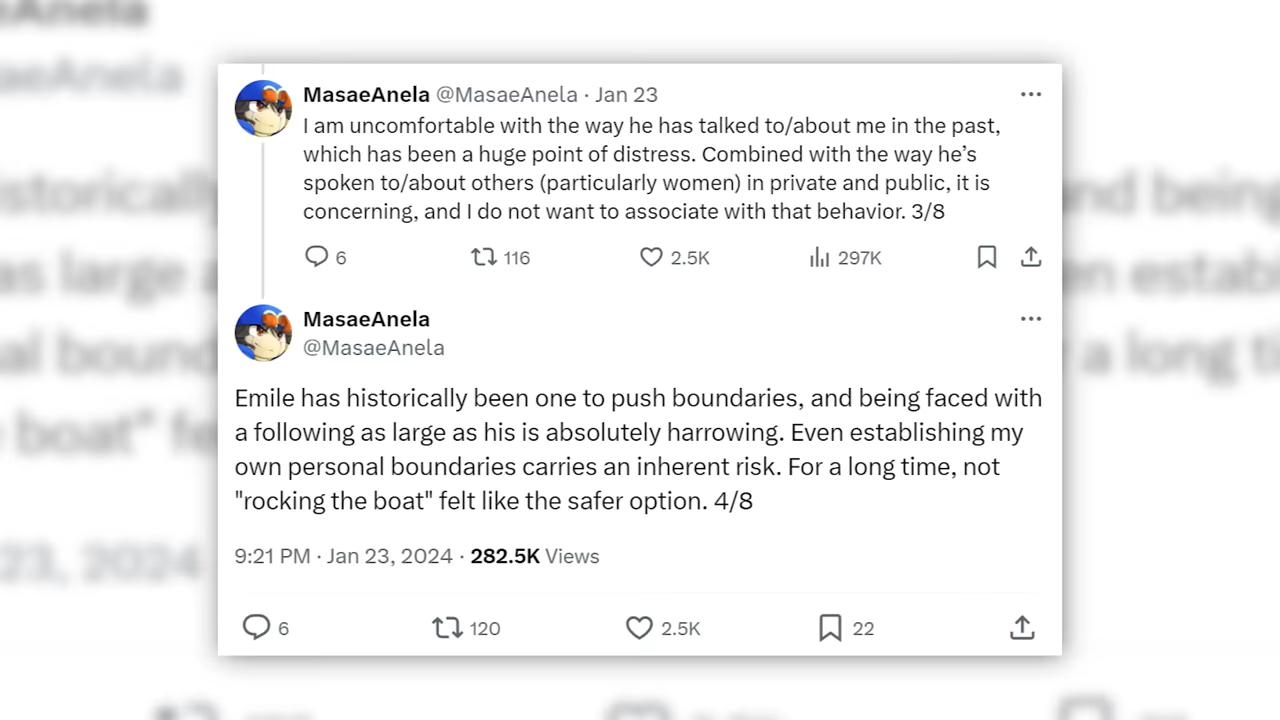 MasaeAnela @MasaeAnela · Jan 23
I am uncomfortable with the way he has talked to/about me in the past,
which has been a huge point of distress. Combined with the way he’s
spoken to/about others (particularly women) in private and public, it is
concerning, and I do not want to associate with that behavior. 3/8
6 116 2.5K 297K
MasaeAnela
@MasaeAnela
Emile has historically been one to push boundaries, and being faced with
a following as large as his is absolutely harrowing. Even establishing my
own personal boundaries carries an inherent risk. For a long time, not
"rocking the boat" felt like the safer option. 4/8
9:21 PM · Jan 23, 2024 · 282.5K Views
6 120 2.5K 22